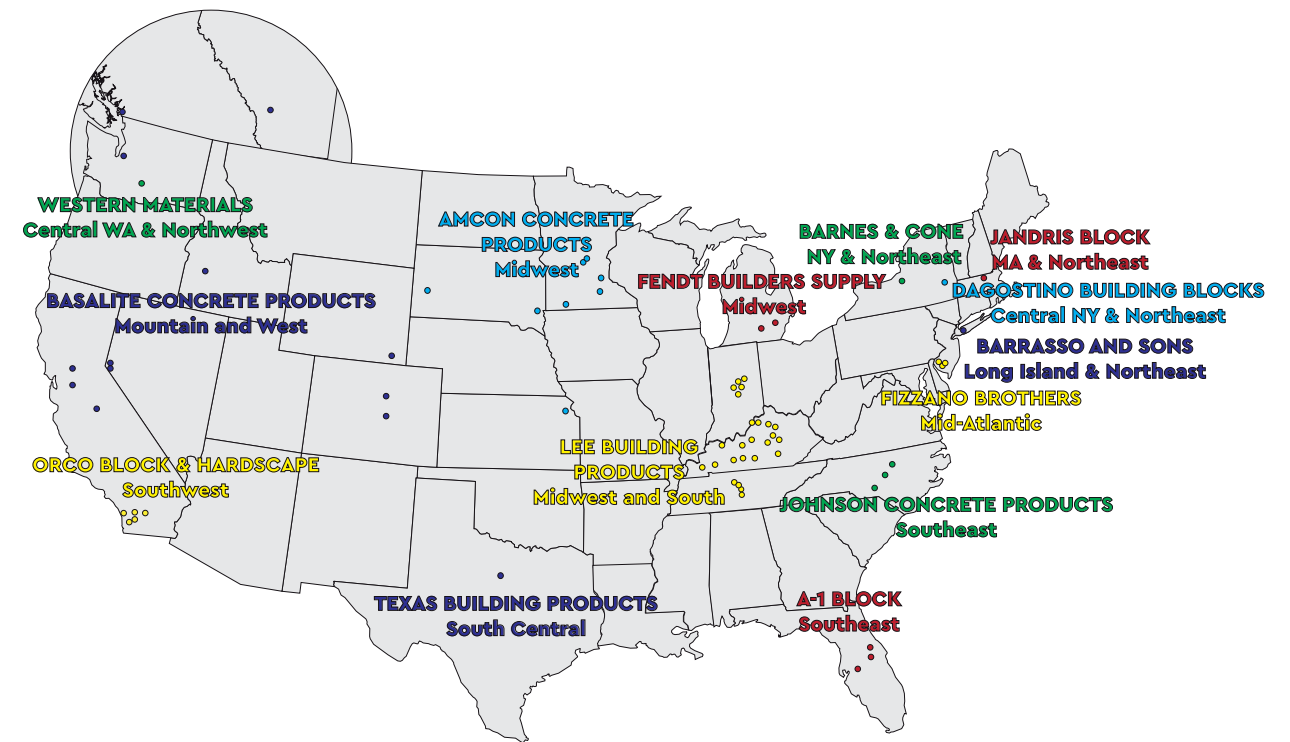 WESTERN MATERIALS
Central WA & Northwest
AMCON CONCRETE
PRODUCTS
Midwest
BARNES & CONE
NY & Northeast
JANDRIS BLOCK
MA & Northeast
FENDT BUILDERS SUPPLY
Midwest
DAGOSTINO BUILDING BLOCKS
Central NY & Northeast
BASALITE CONCRETE PRODUCTS
Mountain and West
BARRASSO AND SONS
Long Island & Northeast
FIZZANO BROTHERS
Mid-Atlantic
LEE BUILDING
PRODUCTS
Midwest and South
ORCO BLOCK & HARDSCAPE
Southwest
JOHNSON CONCRETE PRODUCTS
Southeast
TEXAS BUILDING PRODUCTS
South Central
A-1 BLOCK
Southeast